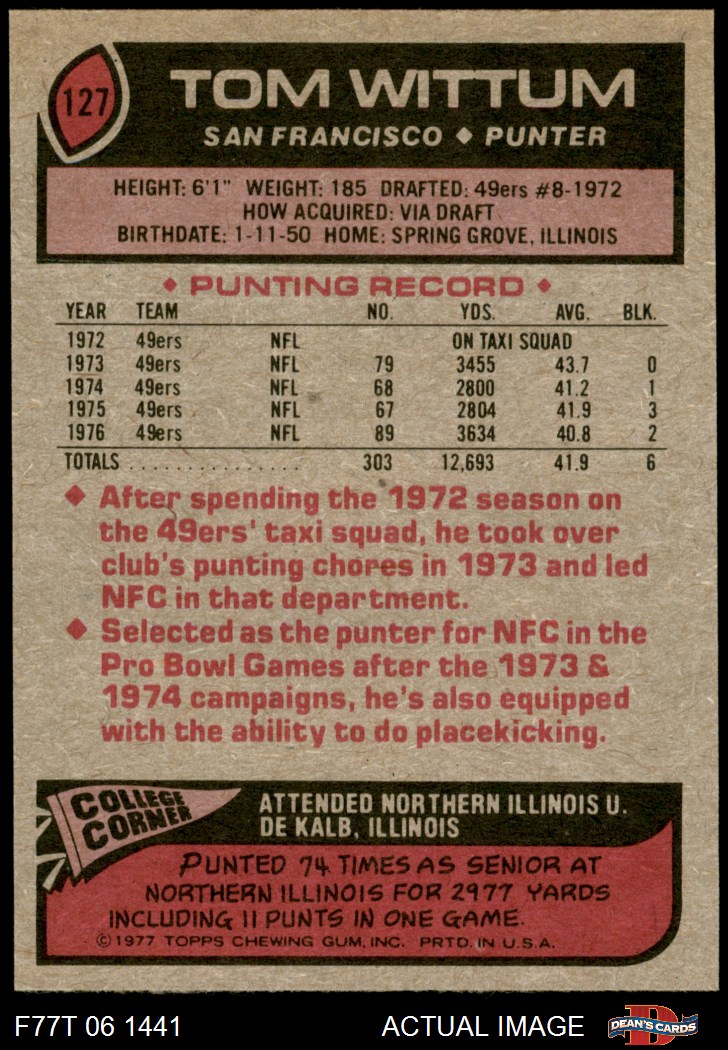 127
TOM WITTUM
SAN FRANCISCO ◆ PUNTER
HEIGHT: 6'1" WEIGHT: 185 DRAFTED: 49ers #8-1972
HOW ACQUIRED: VIA DRAFT
BIRTHDATE: 1-11-50 HOME: SPRING GROVE, ILLINOIS
◆ PUNTING RECORD ◆
YEAR TEAM NO. YDS. AVG. BLK.
1972 49ers NFL ON TAXI SQUAD
1973 49ers NFL 79 3455 43.7 0
1974 49ers NFL 68 2800 41.2 1
1975 49ers NFL 67 2804 41.9 3
1976 49ers NFL 89 3634 40.8 2
TOTALS . . . . . . . . . . . . . . . . 303 12,693 41.9 6
◆ After spending the 1972 season on
the 49ers' taxi squad, he took over
club's punting chores in 1973 and led
NFC in that department.
◆ Selected as the punter for NFC in the
Pro Bowl Games after the 1973 &
1974 campaigns, he's also equipped
with the ability to do placekicking.
COLLEGE
CORNER
ATTENDED NORTHERN ILLINOIS U.
DE KALB, ILLINOIS
PUNTED 74 TIMES AS SENIOR AT
NORTHERN ILLINOIS FOR 2977 YARDS
INCLUDING 11 PUNTS IN ONE GAME.
©1977 TOPPS CHEWING GUM, INC. PRTD. IN U.S.A.
F77T 06 1441 ACTUAL IMAGE DEAN'S CARDS